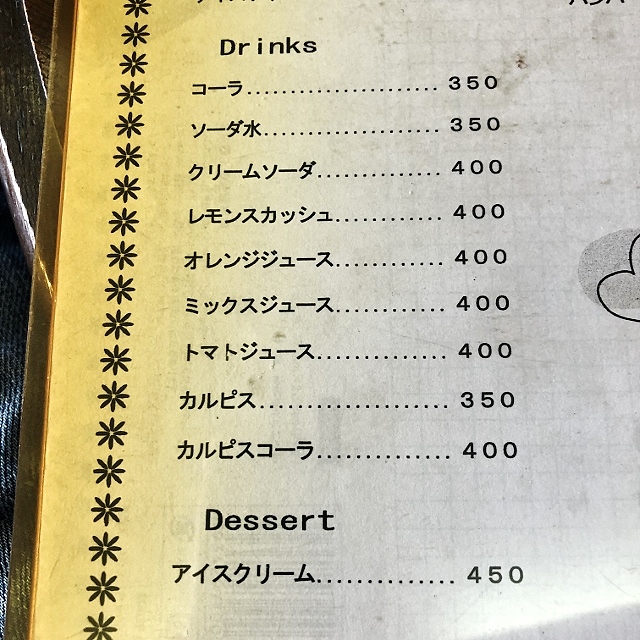 Drinks
コーラ...................... 350
ソーダ水.................... 350
クリームソーダ............. 400
レモンスカッシュ............ 400
オレンジジュース............ 400
ミックスジュース............ 400
トマトジュース.............. 400
カルピス.................... 350
カルピスコーラ.............. 400
Dessert
アイスクリーム.............. 450